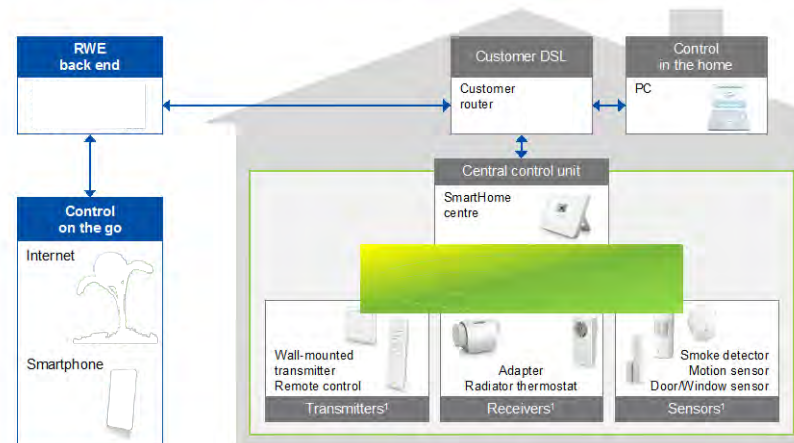 RWE
back end
Customer DSL
Customer
router
Control
in the home
PC
Central control unit
SmartHome
centre
Control
on the go
Internet
Smartphone
Wall-mounted
transmitter
Remote control
Transmitters¹
Adapter
Radiator thermostat
Receivers¹
Smoke detector
Motion sensor
Door/Window sensor
Sensors¹